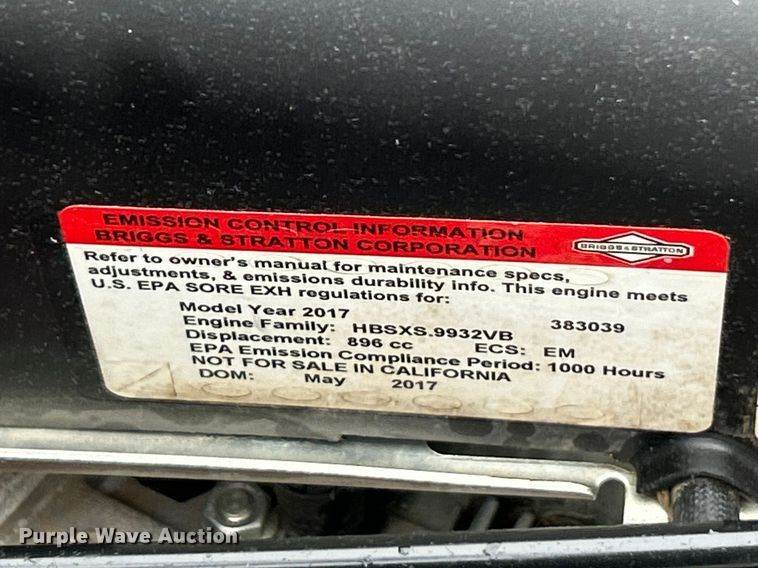 EMISSION CONTROL INFORMATION
BRIGGS & STRATTON CORPORATION
BRIGGS & STRATTON
Refer to owner's manual for maintenance specs,
adjustments, & emissions durability info. This engine meets
U.S. EPA SORE EXH regulations for:
Model Year 2017
Engine Family: HBSXS.9932VB 383039
Displacement: 896 cc ECS: EM
EPA Emission Compliance Period: 1000 Hours
NOT FOR SALE IN CALIFORNIA
DOM: May 2017
Purple Wave Auction